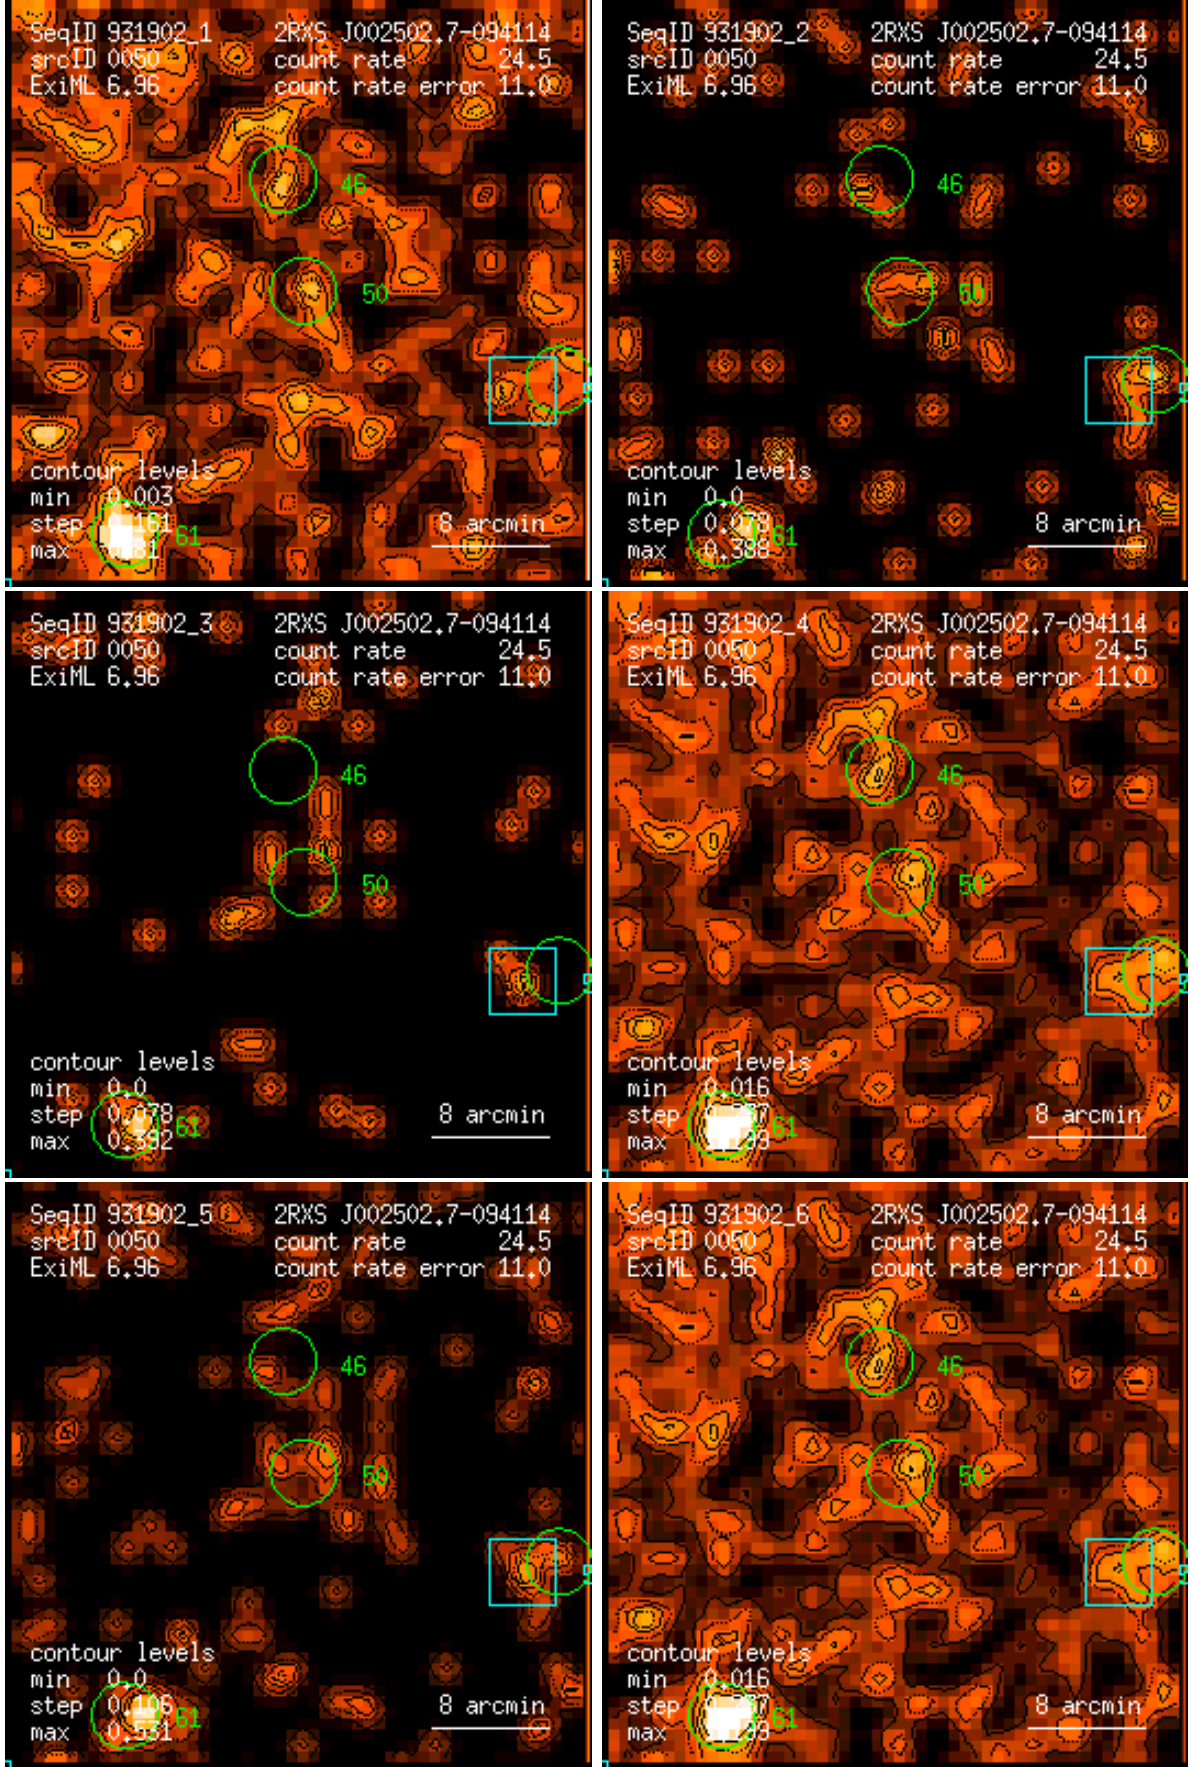 SeqID 931902_1 2RXS J002502.7-094114
srcID 0050 count rate 24.5
ExiML 6.96 count rate error 11.0
46
50
contour levels
min 0.003
step 0.161
max
61
8 arcmin
SeqID 931902_2 2RXS J002502.7-094114
srcID 0050 count rate 24.5
ExiML 6.96 count rate error 11.0
46
50
contour levels
min 0.0
step 0.078
max 0.388
61
8 arcmin
SeqID 931902_3 2RXS J002502.7-094114
srcID 0050 count rate 24.5
ExiML 6.96 count rate error 11.0
46
50
contour levels
min 0.0
step 0.078
max 0.392
61
8 arcmin
SeqID 931902_4 2RXS J002502.7-094114
srcID 0050 count rate 24.5
ExiML 6.96 count rate error 11.0
46
50
contour levels
min 0.016
step
max
61
8 arcmin
SeqID 931902_5 2RXS J002502.7-094114
srcID 0050 count rate 24.5
ExiML 6.96 count rate error 11.0
46
50
contour levels
min 0.0
step 0.106
max 0.531
61
8 arcmin
SeqID 931902_6 2RXS J002502.7-094114
srcID 0050 count rate 24.5
ExiML 6.96 count rate error 11.0
46
50
contour levels
min 0.016
step
max
61
8 arcmin